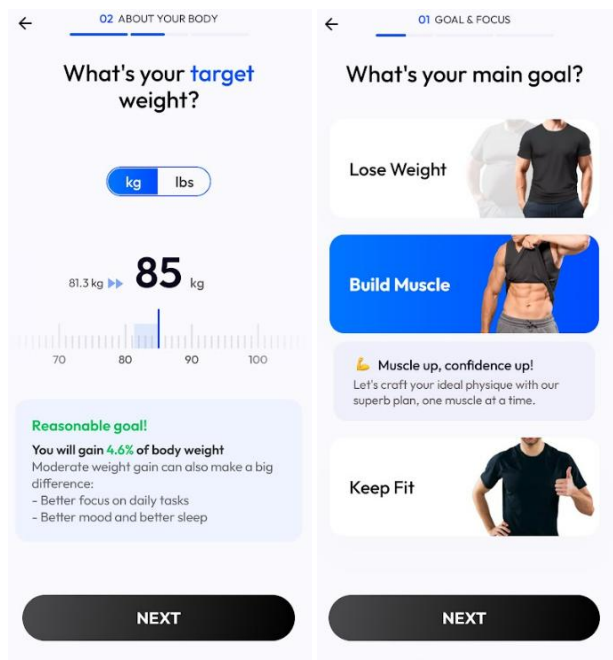 02 ABOUT YOUR BODY
What's your target
weight?
kg lbs
81.3 kg 85 kg
70 80 90 100
Reasonable goal!
You will gain 4.6% of body weight
Moderate weight gain can also make a big
difference:
- Better focus on daily tasks
- Better mood and better sleep
NEXT
01 GOAL & FOCUS
What's your main goal?
Lose Weight
Build Muscle
💪 Muscle up, confidence up!
Let's craft your ideal physique with our
superb plan, one muscle at a time.
Keep Fit
NEXT